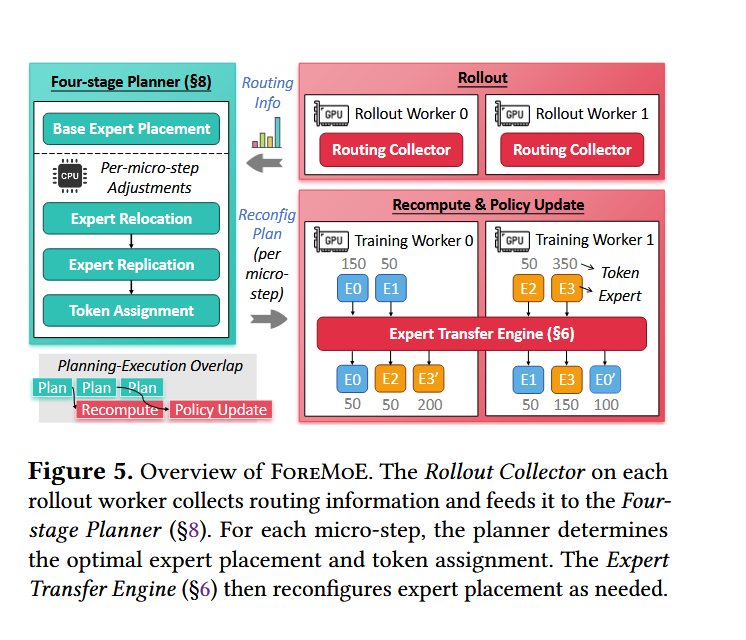 Four-stage Planner (§8)
Base Expert Placement
CPU
Per-micro-step
Adjustments
Expert Relocation
Expert Replication
Token Assignment
Planning-Execution Overlap
Plan Plan Plan
Recompute Policy Update
Routing
Info
Reconfig
Plan
(per
micro-
step)
Rollout
GPU Rollout Worker 0
Routing Collector
GPU Rollout Worker 1
Routing Collector
Recompute & Policy Update
GPU Training Worker 0
150 50
E0 E1
GPU Training Worker 1
50 350 Token
E2 E3 Expert
Expert Transfer Engine (§6)
E0 E2 E3’
50 50 200
E1 E3 E0’
50 150 100
Figure 5. Overview of FOREMOE. The Rollout Collector on each
rollout worker collects routing information and feeds it to the Four-
stage Planner (§8). For each micro-step, the planner determines
the optimal expert placement and token assignment. The Expert
Transfer Engine (§6) then reconfigures expert placement as needed.